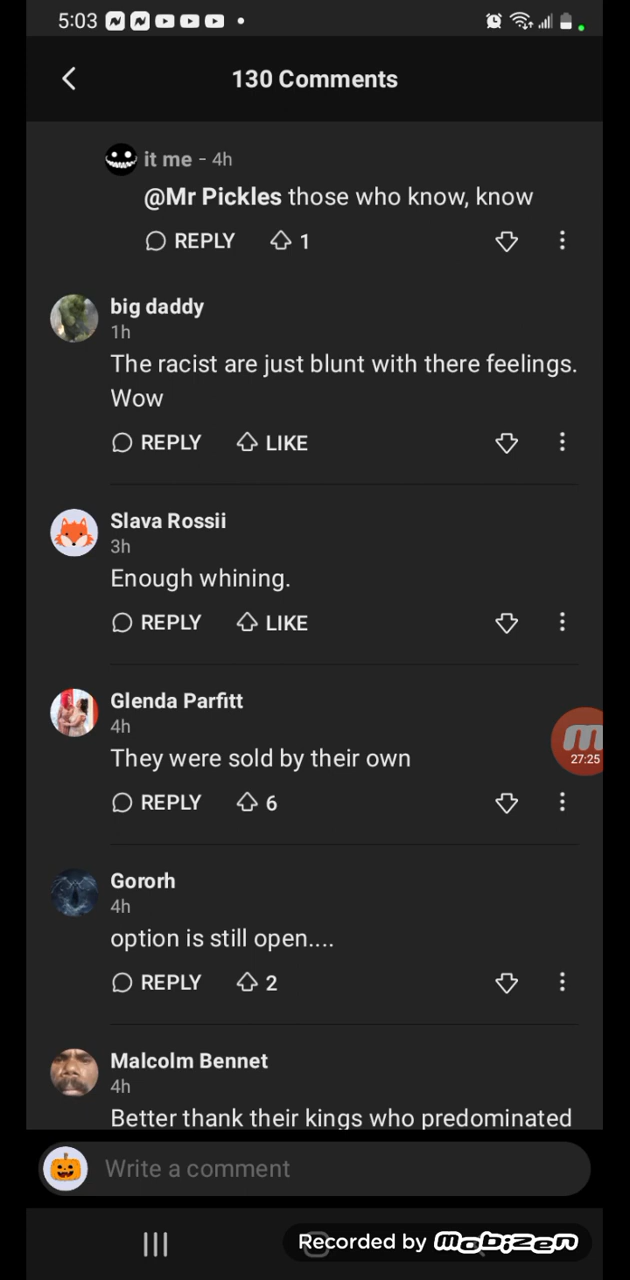 5:03
130 Comments
it me - 4h
@Mr Pickles those who know, know
REPLY 1
big daddy
1h
The racist are just blunt with there feelings.
Wow
REPLY LIKE
Slava Rossii
3h
Enough whining.
REPLY LIKE
Glenda Parfitt
4h
They were sold by their own
27:25
REPLY 6
Gororh
4h
option is still open....
REPLY 2
Malcolm Bennet
4h
Better thank their kings who predominated
Write a comment
Recorded by mobizen